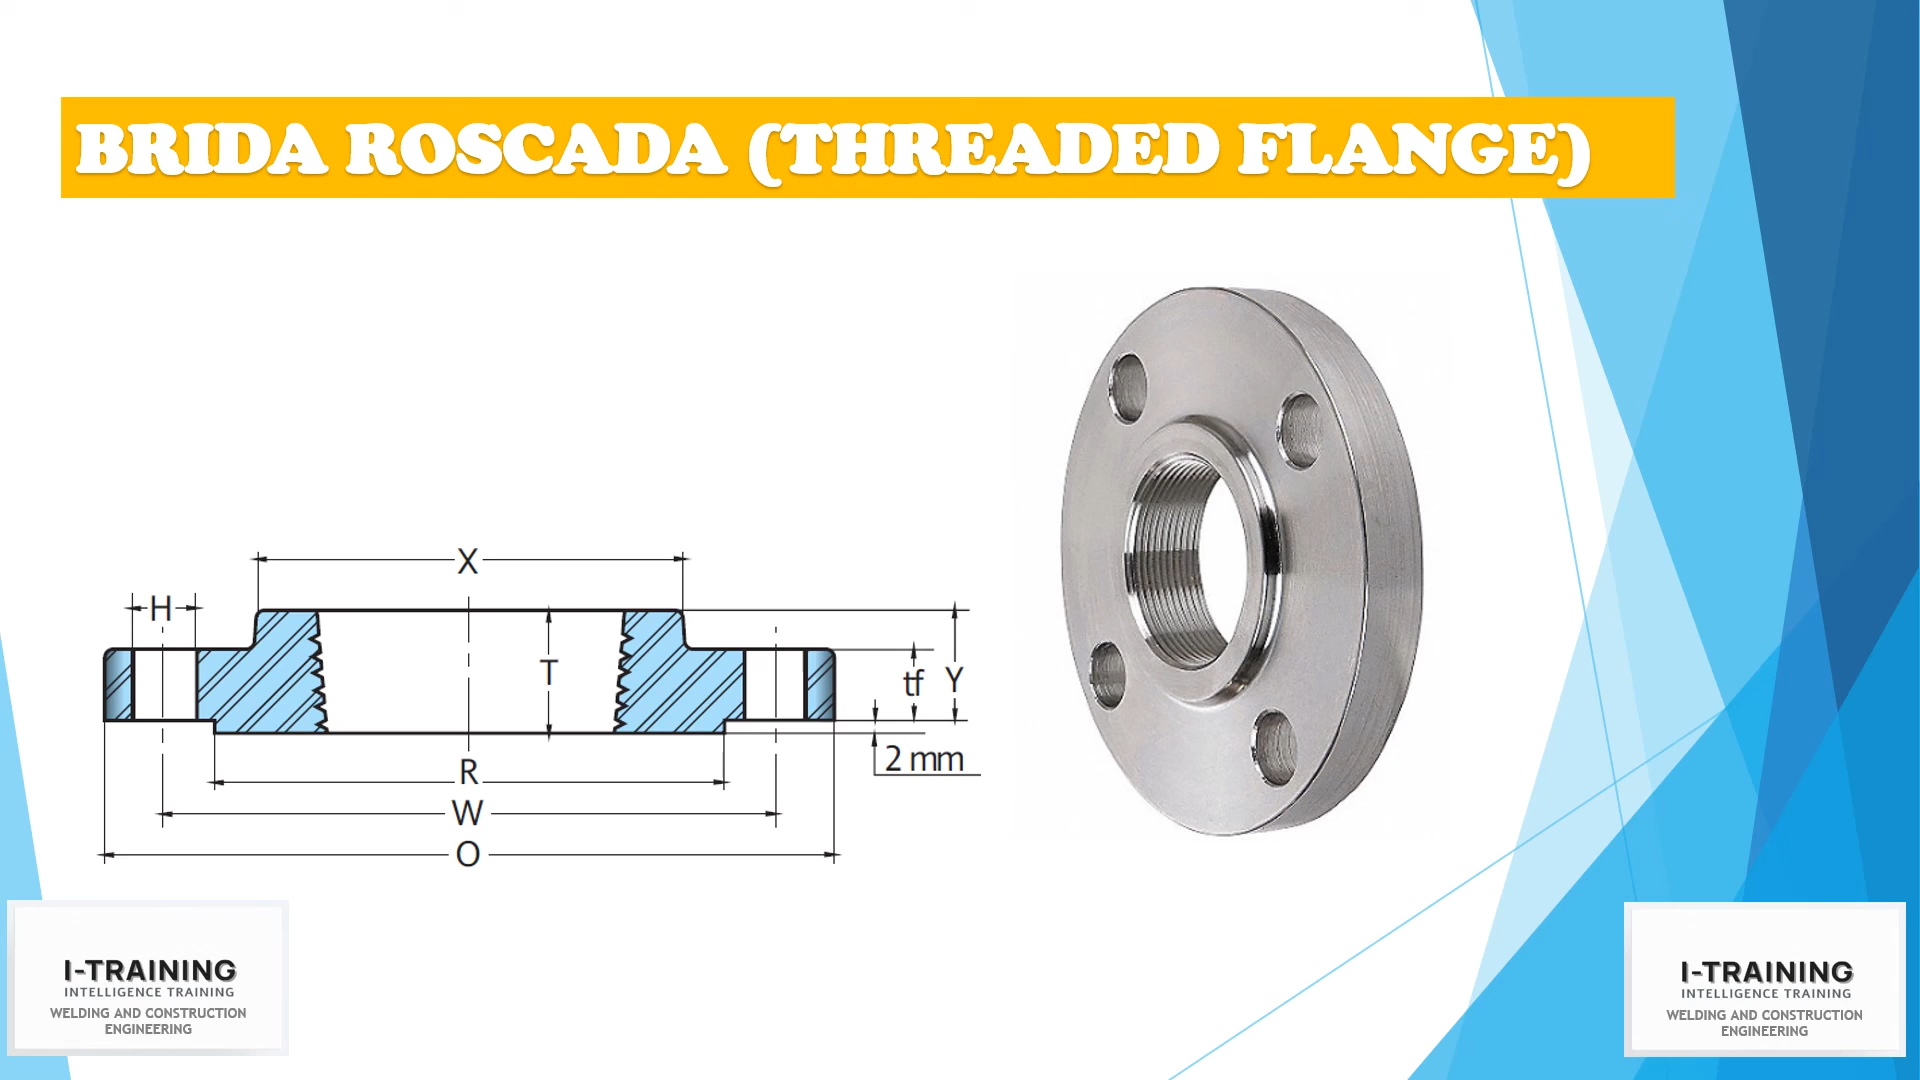 BRIDA ROSCADA (THREADED FLANGE)
X
H
T
tf
Y
2 mm
R
W
O
I-TRAINING
INTELLIGENCE TRAINING
WELDING AND CONSTRUCTION
ENGINEERING
I-TRAINING
INTELLIGENCE TRAINING
WELDING AND CONSTRUCTION
ENGINEERING